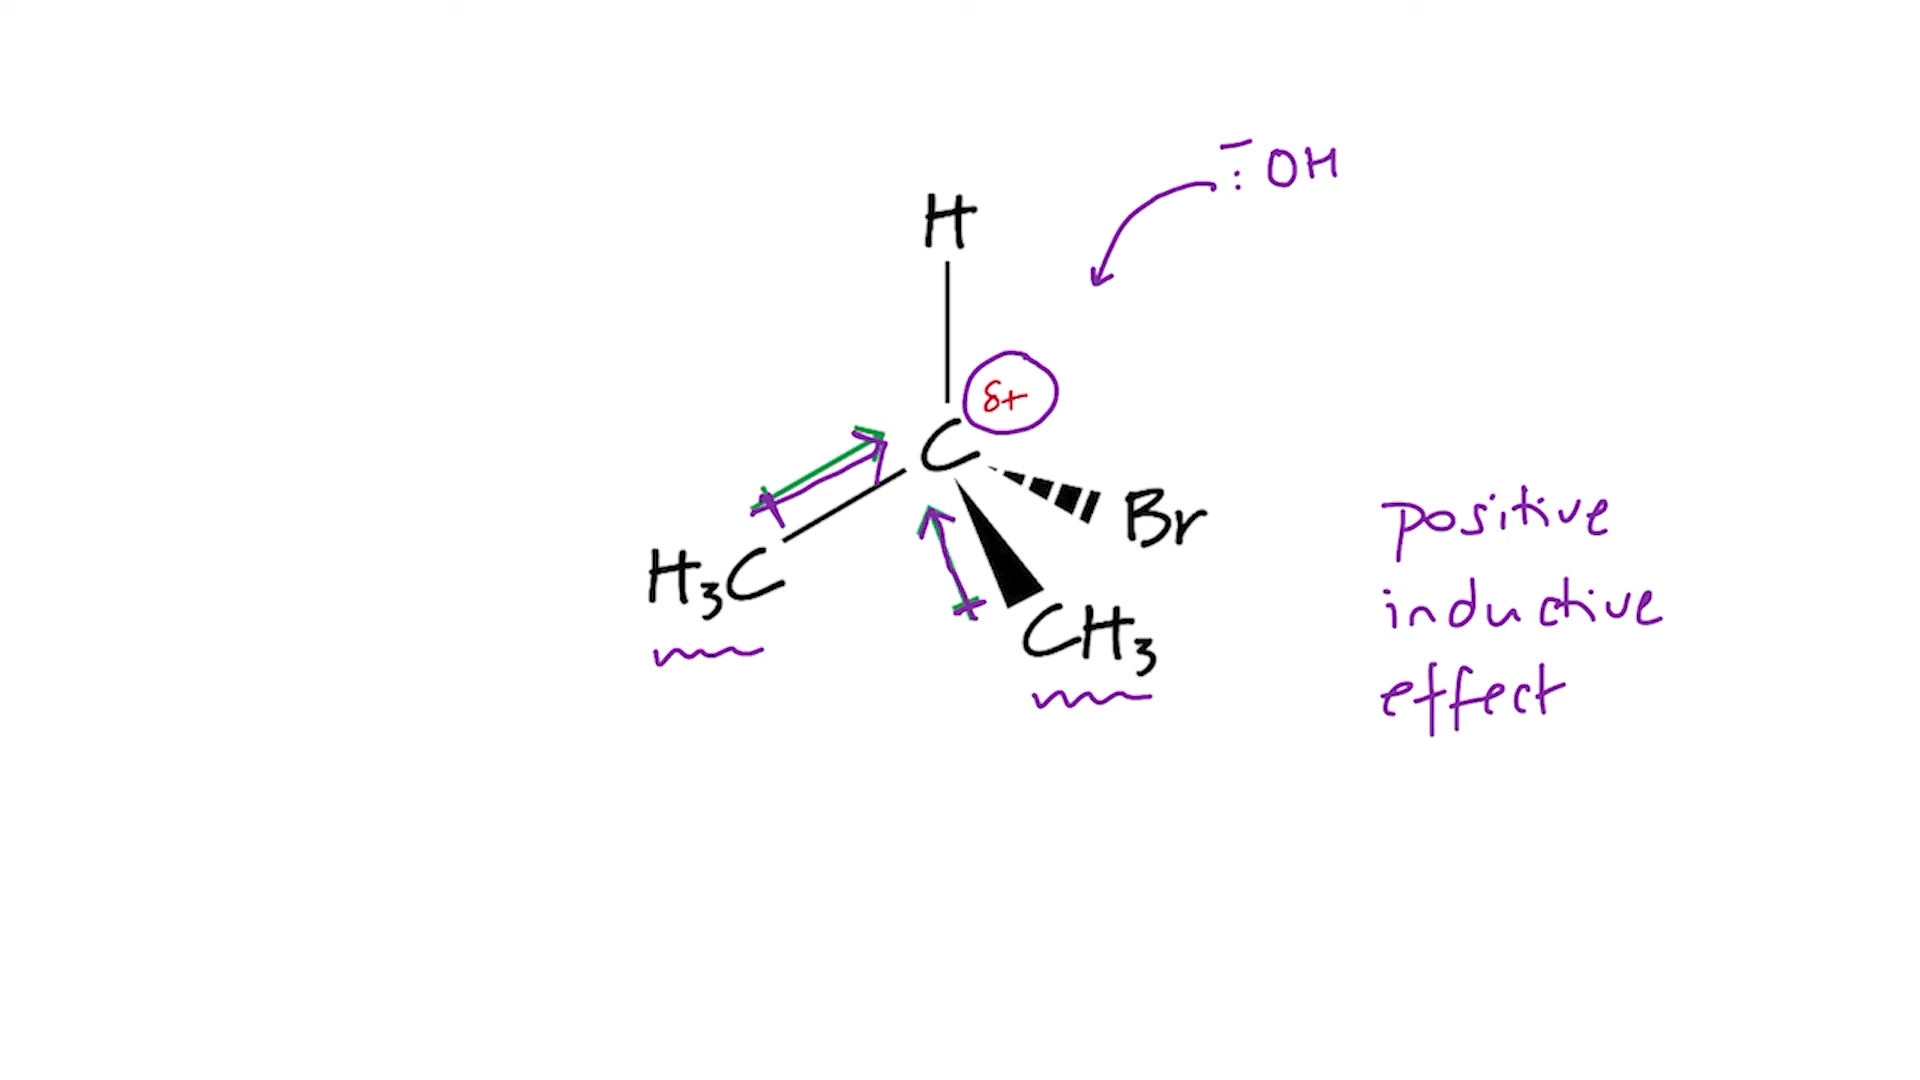 ⁻:OH
H
δ+
C
Br
H₃C
CH₃
positive
inductive
effect